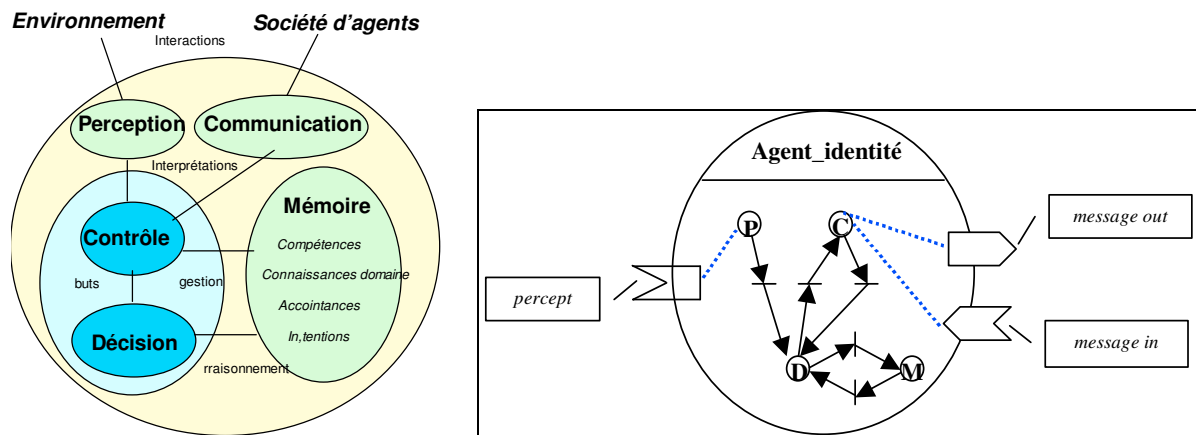 Environnement
Société d'agents
Interactions
Perception
Communication
Interprétations
Mémoire
Contrôle
Compétences
Connaissances domaine
buts
gestion
Accointances
Décision
In,tentions
rraisonnement
Agent_identité
P
C
message out
percept
message in
D
M